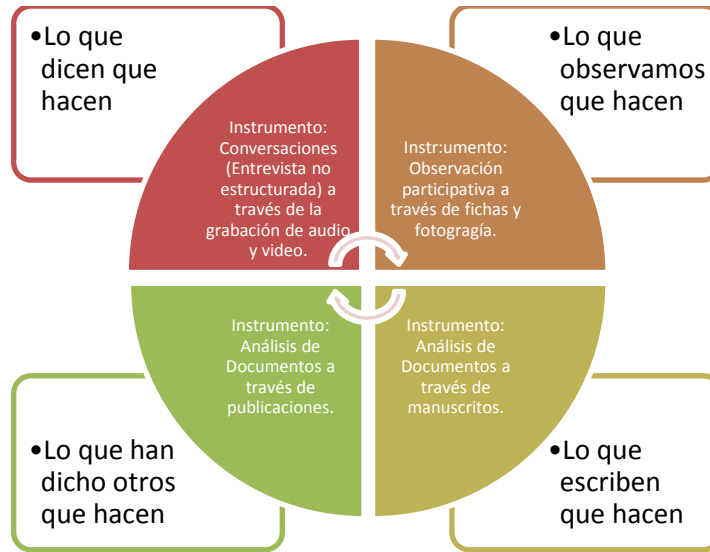 •Lo que
dicen que
hacen
•Lo que
observamos
que hacen
Instrumento:
Conversaciones
(Entrevista no
estructurada) a
través de la
grabación de audio
y video.
Instr:umento:
Observación
participativa a
través de fichas y
fotogragía.
Instrumento:
Análisis de
Documentos a
través de
publicaciones.
Instrumento:
Análisis de
Documentos a
través de
manuscritos.
•Lo que han
dicho otros
que hacen
•Lo que
escriben
que hacen